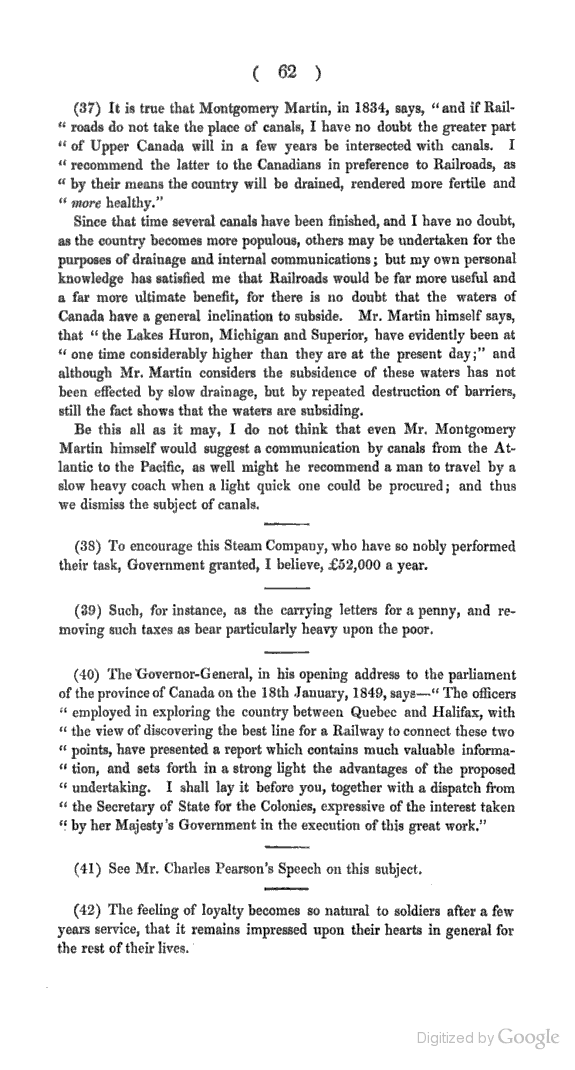 ( 62 )
(37) It is true that Montgomery Martin, in 1834, says, “and if Rail-
“ roads do not take the place of canals, I have no doubt the greater part
“ of Upper Canada will in a few years be intersected with canals. I
“ recommend the latter to the Canadians in preference to Railroads, as
“ by their means the country will be drained, rendered more fertile and
“ more healthy.”
Since that time several canals have been finished, and I have no doubt,
as the country becomes more populous, others may be undertaken for the
purposes of drainage and internal communications; but my own personal
knowledge has satisfied me that Railroads would be far more useful and
a far more ultimate benefit, for there is no doubt that the waters of
Canada have a general inclination to subside. Mr. Martin himself says,
that “ the Lakes Huron, Michigan and Superior, have evidently been at
“ one time considerably higher than they are at the present day;” and
although Mr. Martin considers the subsidence of these waters has not
been effected by slow drainage, but by repeated destruction of barriers,
still the fact shows that the waters are subsiding.
Be this all as it may, I do not think that even Mr. Montgomery
Martin himself would suggest a communication by canals from the At-
lantic to the Pacific, as well might he recommend a man to travel by a
slow heavy coach when a light quick one could be procured; and thus
we dismiss the subject of canals.
(38) To encourage this Steam Company, who have so nobly performed
their task, Government granted, I believe, £52,000 a year.
(39) Such, for instance, as the carrying letters for a penny, and re-
moving such taxes as bear particularly heavy upon the poor.
(40) The Governor-General, in his opening address to the parliament
of the province of Canada on the 18th January, 1849, says—“ The officers
“ employed in exploring the country between Quebec and Halifax, with
“ the view of discovering the best line for a Railway to connect these two
“ points, have presented a report which contains much valuable informa-
“ tion, and sets forth in a strong light the advantages of the proposed
“ undertaking. I shall lay it before you, together with a dispatch from
“ the Secretary of State for the Colonies, expressive of the interest taken
“ by her Majesty’s Government in the execution of this great work.”
(41) See Mr. Charles Pearson’s Speech on this subject.
(42) The feeling of loyalty becomes so natural to soldiers after a few
years service, that it remains impressed upon their hearts in general for
the rest of their lives.
Digitized by Google